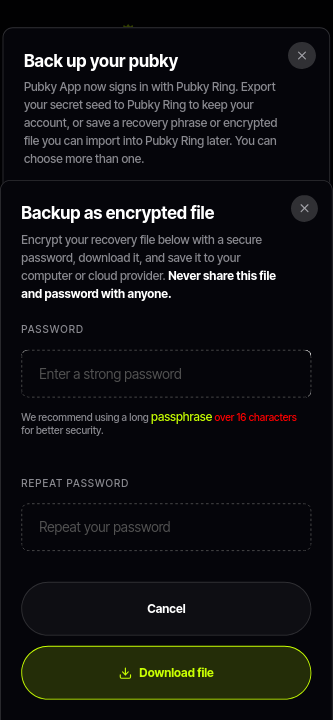 Back up your pubky
Pubky App now signs in with Pubky Ring. Export
your secret seed to Pubky Ring to keep your
account, or save a recovery phrase or encrypted
file you can import into Pubky Ring later. You can
choose more than one.
Backup as encrypted file
Encrypt your recovery file below with a secure
password, download it, and save it to your
computer or cloud provider. Never share this file
and password with anyone.
PASSWORD
Enter a strong password
We recommend using a long passphrase over 16 characters
for better security.
REPEAT PASSWORD
Repeat your password
Cancel
Download file